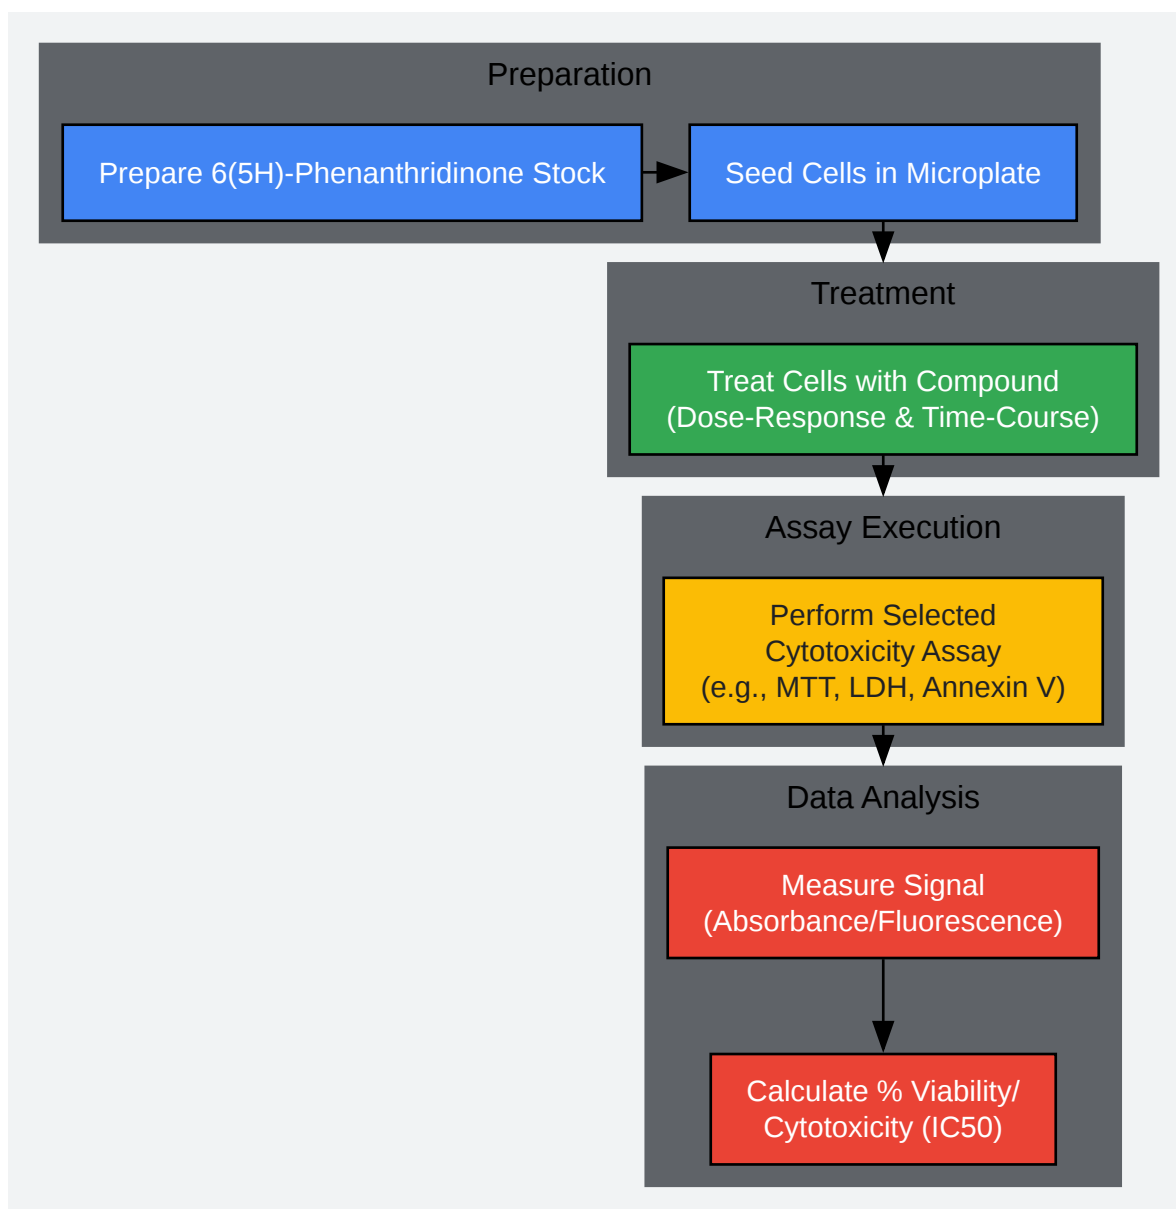 Preparation
Prepare 6(5H)-Phenanthridinone Stock
Seed Cells in Microplate
Treatment
Treat Cells with Compound
(Dose-Response & Time-Course)
Assay Execution
Perform Selected
Cytotoxicity Assay
(e.g., MTT, LDH, Annexin V)
Data Analysis
Measure Signal
(Absorbance/Fluorescence)
Calculate % Viability/
Cytotoxicity (IC50)